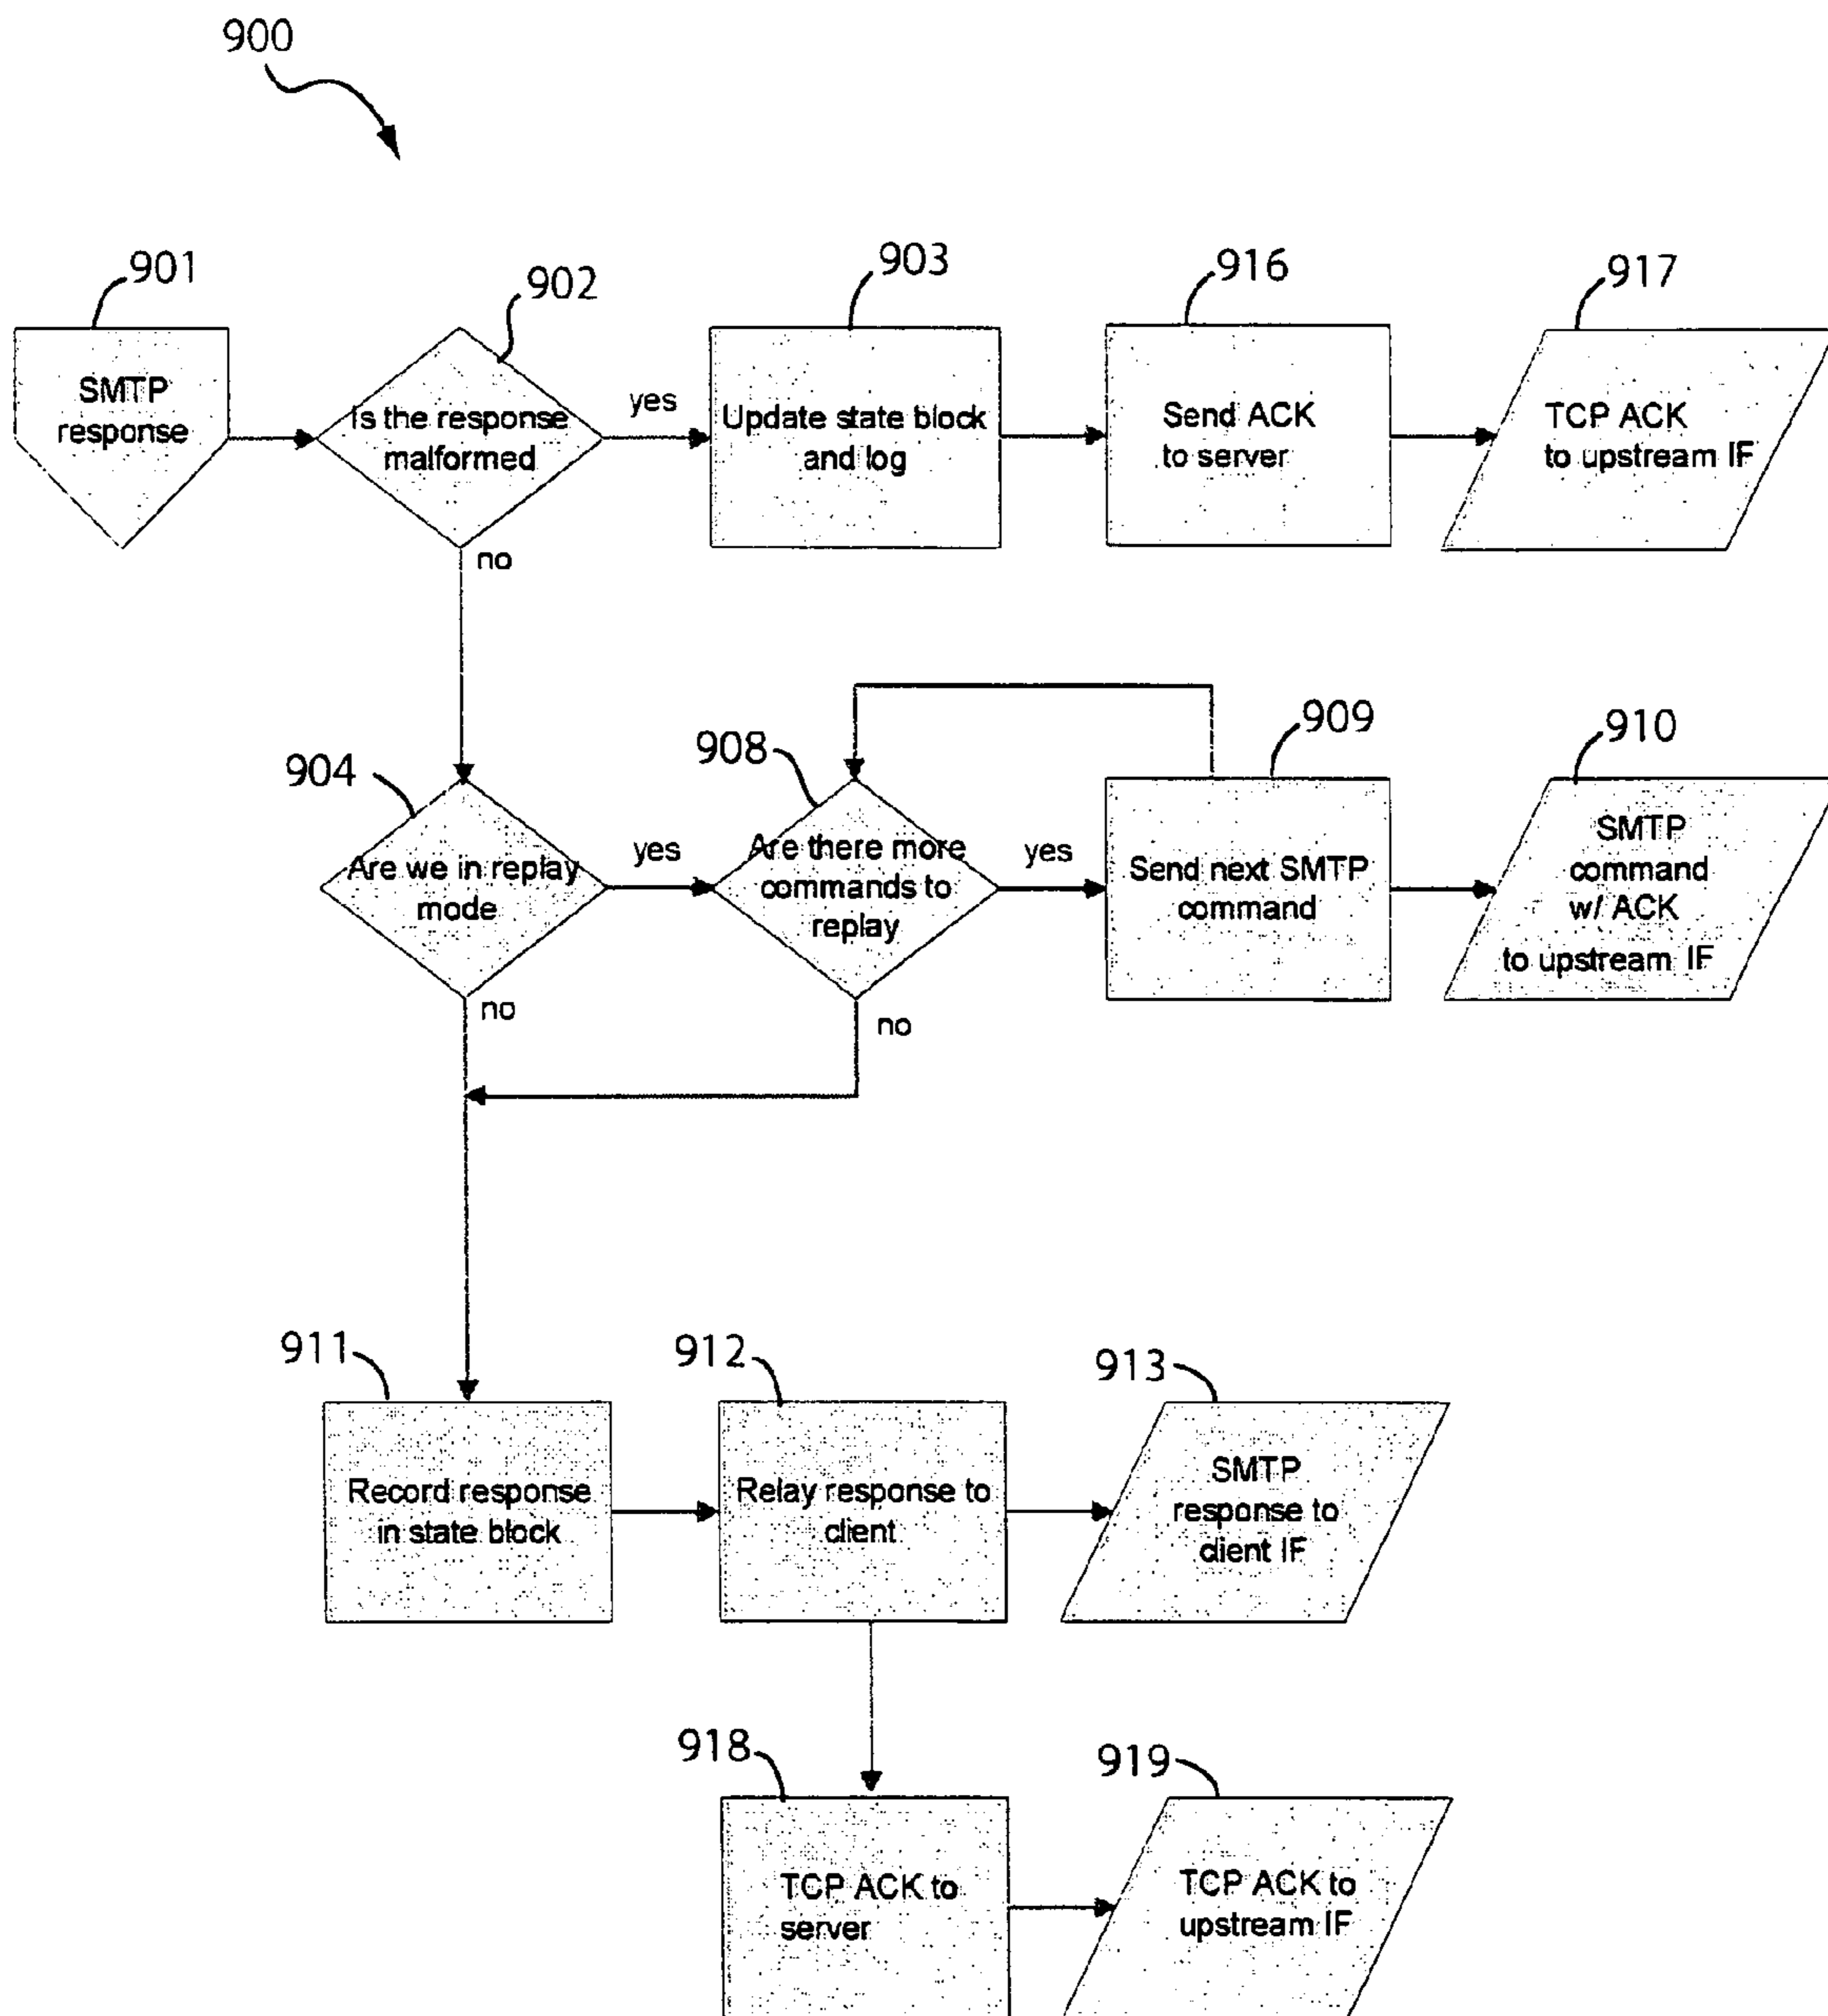 900
901
902
903
916
917
SMTP
response
Is the response
malformed
yes
Update state block
and log
Send ACK
to server
TCP ACK
to upstream IF
no
904
908
909
910
Are we in replay
mode
yes
Are there more
commands to
replay
yes
Send next SMTP
command
SMTP
command
w/ ACK
to upstream IF
no
no
911
912
913
Record response
in state block
Relay response to
client
SMTP
response to
client IF
918
919
TCP ACK to
server
TCP ACK to
upstream IF